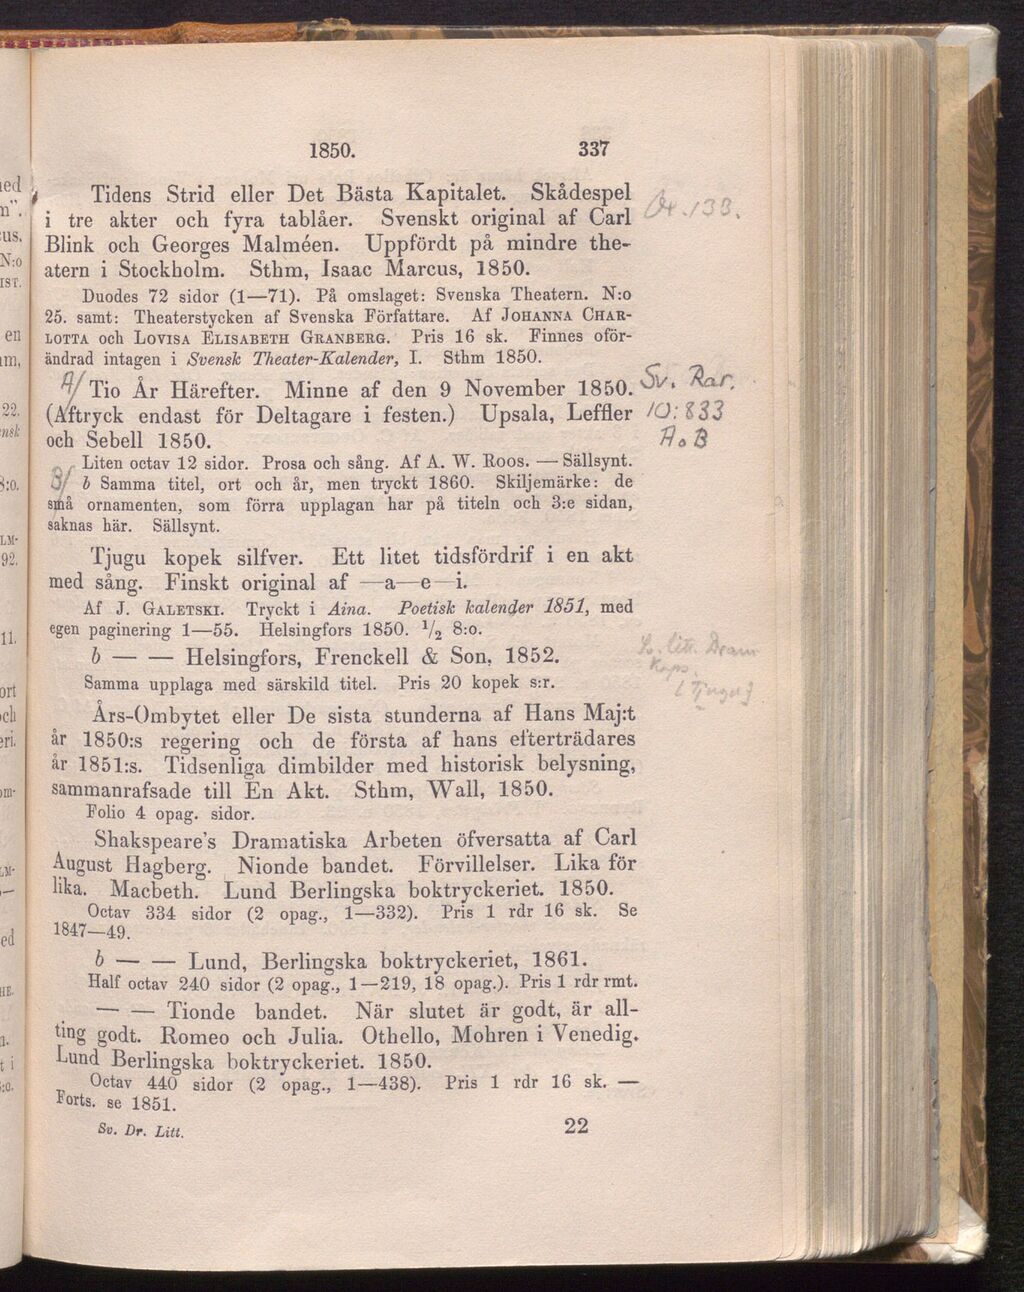 1850. 337
Tidens Strid eller Det Bästa Kapitalet. Skådespel
i tre akter och fyra tablåer. Svenskt original af Carl
Blink och Georges Malméen. Uppfördt på mindre the-
atern i Stockholm. Sthm, Isaac Marcus, 1850.
Duodes 72 sidor (1—71). På omslaget: Svenska Theatern. N:o
25. samt: Theaterstycken af Svenska Författare. Af JOHANNA CHAR-
LOTTA och LOVISA ELISABETH GRANBERG. Pris 16 sk. Finnes oför-
ändrad intagen i Svensk Theater-Kalender, I. Sthm 1850.
A/ Tio År Härefter. Minne af den 9 November 1850. Sv. Rar.
(Aftryck endast för Deltagare i festen.) Upsala, Leffler 10:833
och Sebell 1850. A o B
Liten octav 12 sidor. Prosa och sång. Af A. W. Roos. — Sällsynt.
B/ b Samma titel, ort och år, men tryckt 1860. Skiljemärke: de
små ornamenten, som förra upplagan har på titeln och 3:e sidan,
saknas här. Sällsynt.
Tjugu kopek silfver. Ett litet tidsfördrif i en akt
med sång. Finskt original af —a—e—i.
Af J. GALETSKI. Tryckt i Aina. Poetisk kalender 1851, med
egen paginering 1—55. Helsingfors 1850. 1/2 8:o.
b — — Helsingfors, Frenckell & Son, 1852.
Samma upplaga med särskild titel. Pris 20 kopek s:r.
Års-Ombytet eller De sista stunderna af Hans Maj:t
år 1850:s regering och de första af hans efterträdares
år 1851:s. Tidsenliga dimbilder med historisk belysning,
sammanrafsade till En Akt. Sthm, Wall, 1850.
Folio 4 opag. sidor.
Shakspeare's Dramatiska Arbeten öfversatta af Carl
August Hagberg. Nionde bandet. Förvillelser. Lika för
lika. Macbeth. Lund Berlingska boktryckeriet. 1850.
Octav 334 sidor (2 opag., 1—332). Pris 1 rdr 16 sk. Se
1847—49.
b — — Lund, Berlingska boktryckeriet, 1861.
Half octav 240 sidor (2 opag., 1—219, 18 opag.). Pris 1 rdr rmt.
— — Tionde bandet. När slutet är godt, är all-
ting godt. Romeo och Julia. Othello, Mohren i Venedig.
Lund Berlingska boktryckeriet. 1850.
Octav 440 sidor (2 opag., 1—438). Pris 1 rdr 16 sk. —
Forts. se 1851.
Sv. Dr. Litt. 22